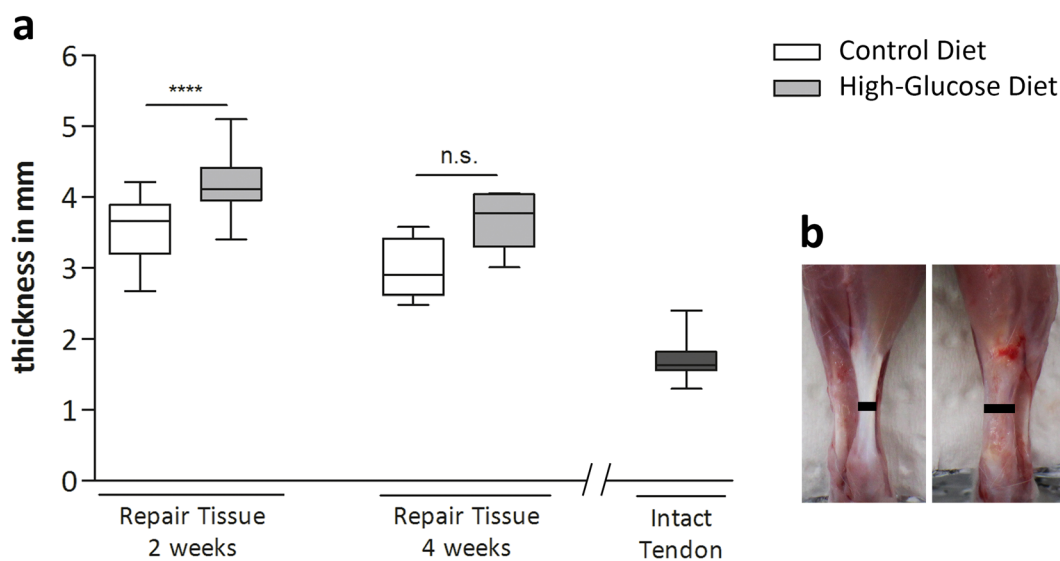 a
Control Diet
High-Glucose Diet
thickness in mm
6
5
4
3
2
1
0
****
n.s.
Repair Tissue
2 weeks
Repair Tissue
4 weeks
Intact
Tendon
b